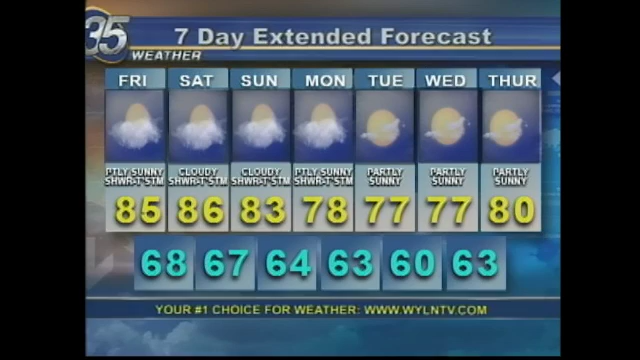 35
WEATHER
7 Day Extended Forecast
FRI SAT SUN MON TUE WED THUR
PTLY SUNNY CLOUDY CLOUDY PTLY SUNNY PARTLY PARTLY PARTLY
SHWR-T'STM SHWR-T'STM SHWR-T'STM SHWR-T'STM SUNNY SUNNY SUNNY
85 86 83 78 77 77 80
68 67 64 63 60 63
YOUR #1 CHOICE FOR WEATHER: WWW.WYLNTV.COM